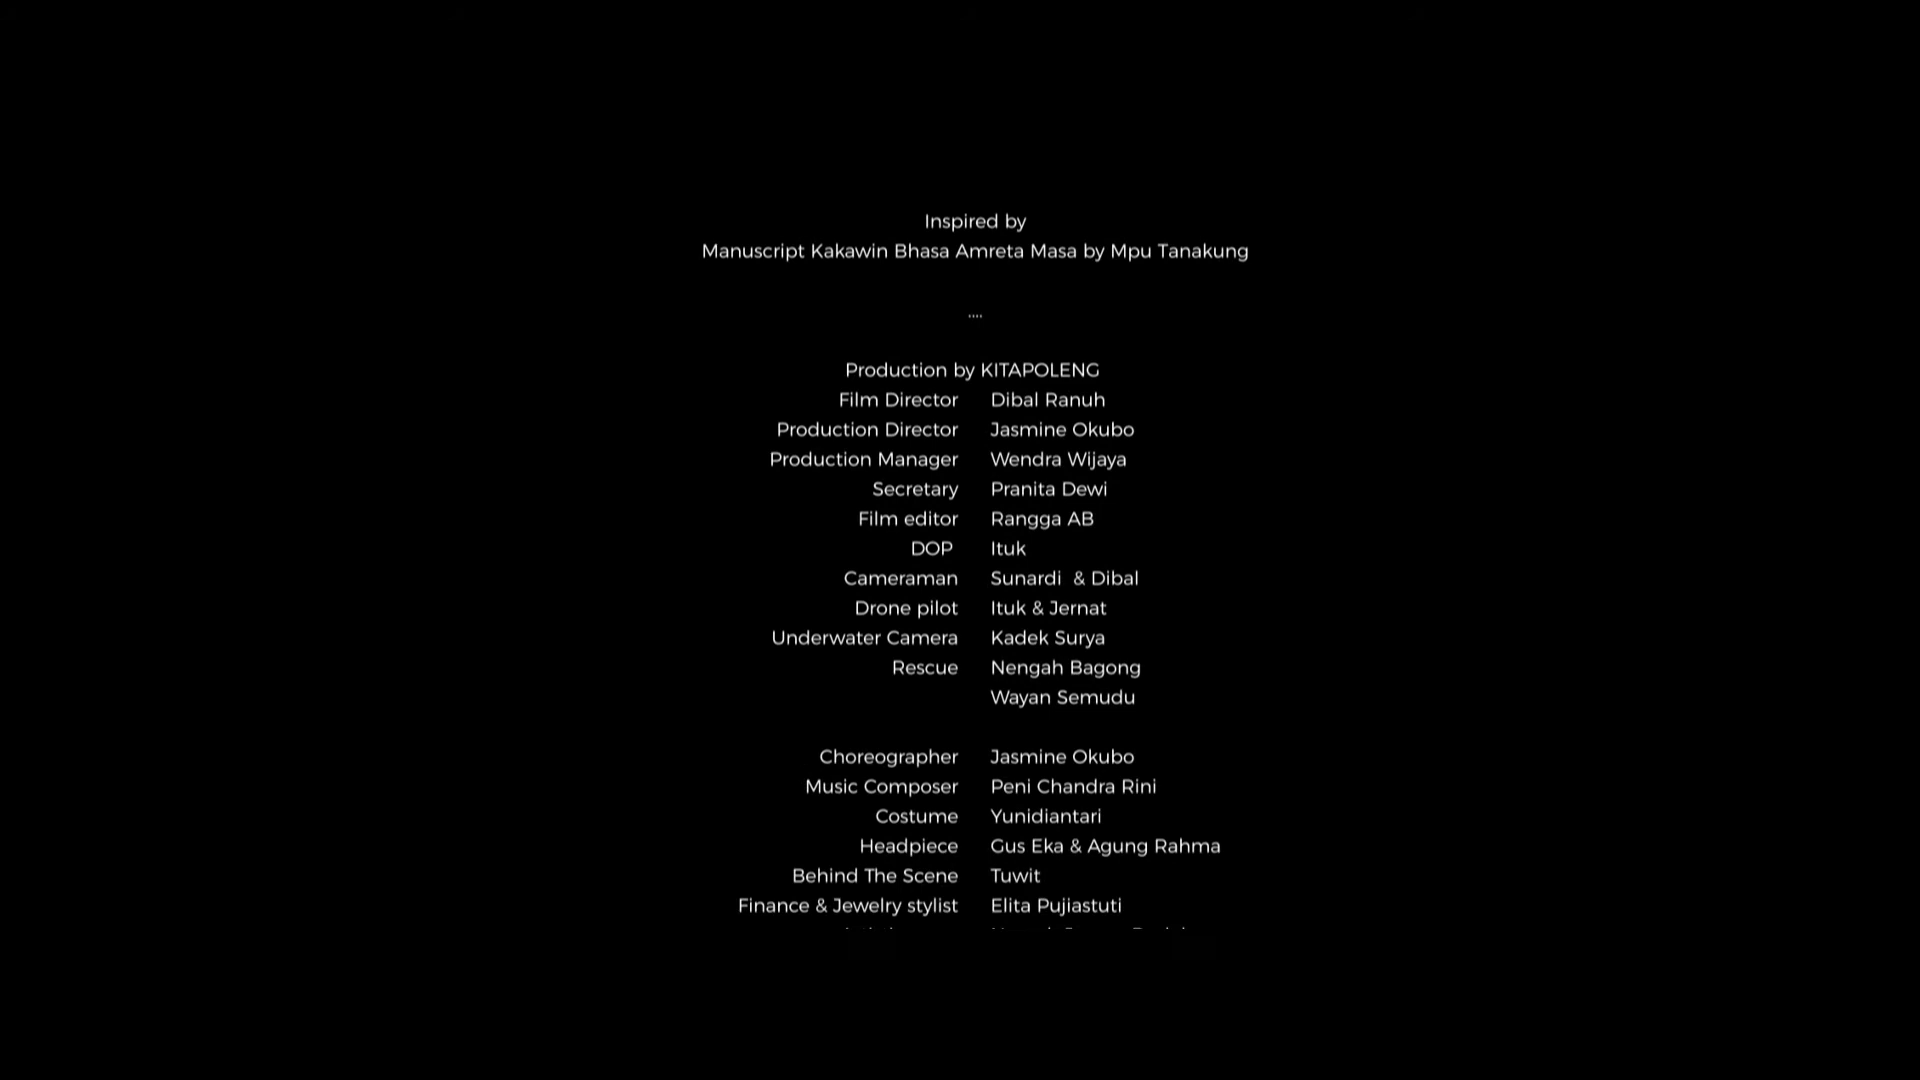 Inspired by
Manuscript Kakawin Bhasa Amreta Masa by Mpu Tanakung
....
Production by KITAPOLENG
Film Director Dibal Ranuh
Production Director Jasmine Okubo
Production Manager Wendra Wijaya
Secretary Pranita Dewi
Film editor Rangga AB
DOP Ituk
Cameraman Sunardi & Dibal
Drone pilot Ituk & Jernat
Underwater Camera Kadek Surya
Rescue Nengah Bagong
Wayan Semudu
Choreographer Jasmine Okubo
Music Composer Peni Chandra Rini
Costume Yunidiantari
Headpiece Gus Eka & Agung Rahma
Behind The Scene Tuwit
Finance & Jewelry stylist Elita Pujiastuti